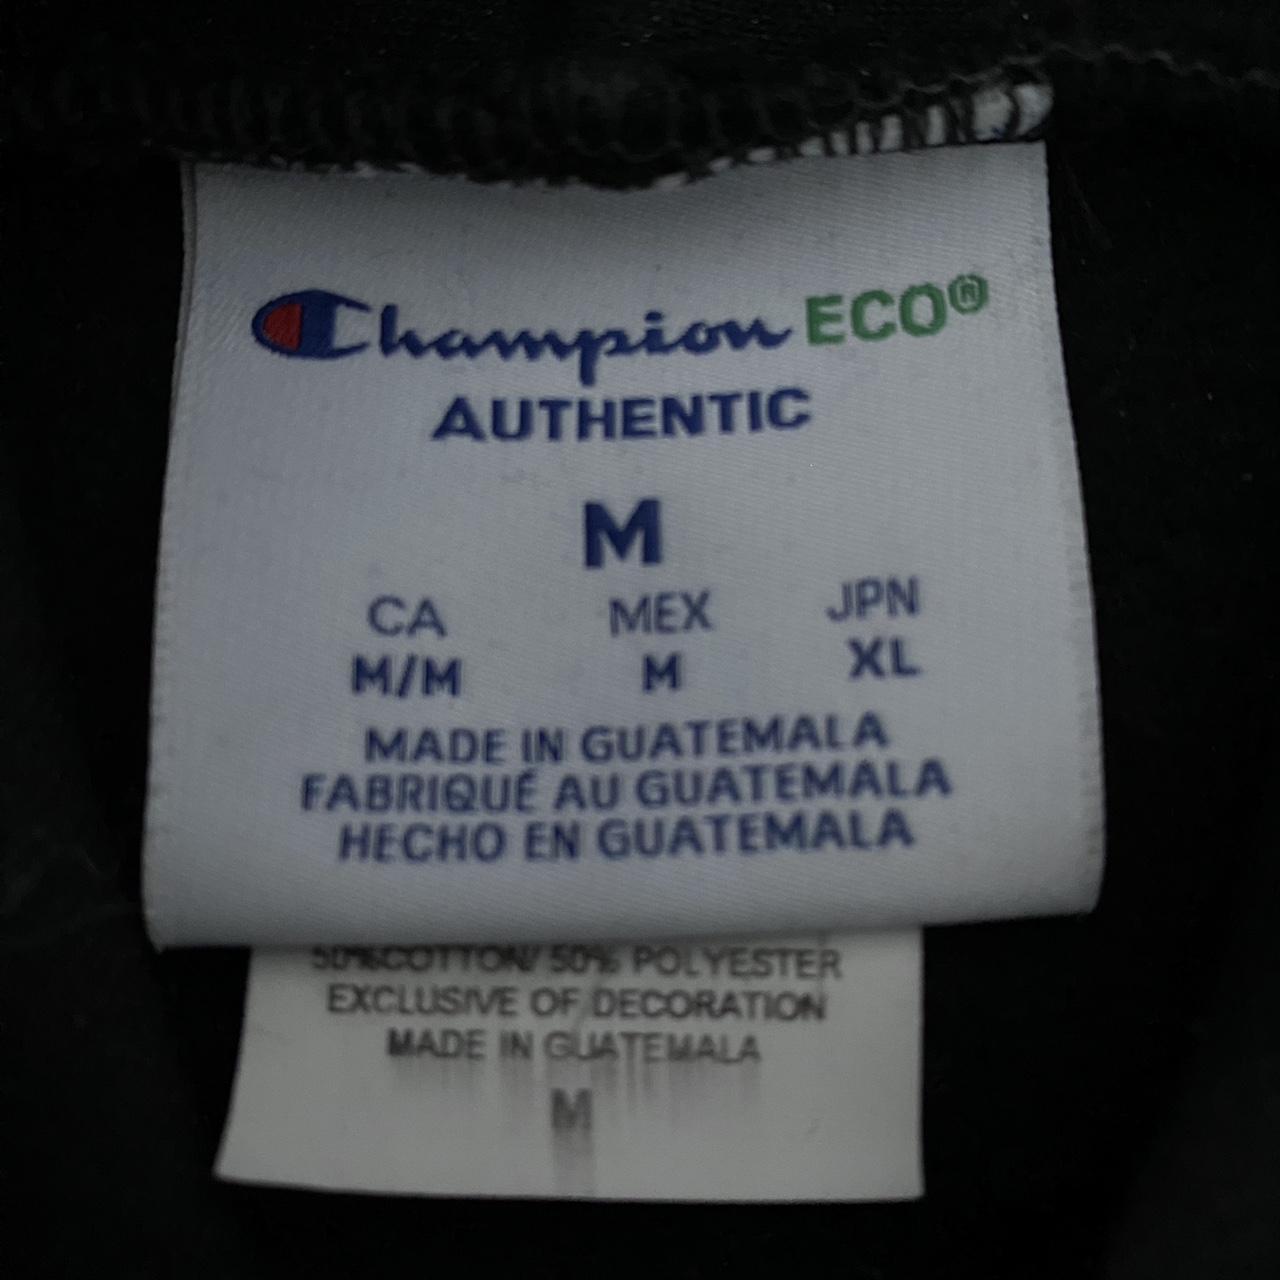 Champion ECO®
AUTHENTIC
M
CA MEX JPN
M/M M XL
MADE IN GUATEMALA
FABRIQUÉ AU GUATEMALA
HECHO EN GUATEMALA
50%COTTON/ 50% POLYESTER
EXCLUSIVE OF DECORATION
MADE IN GUATEMALA
M